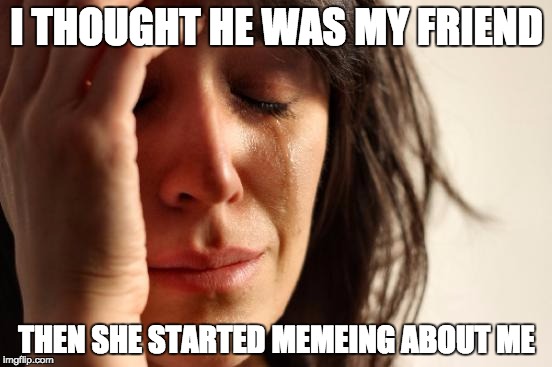 I THOUGHT HE WAS MY FRIEND
THEN SHE STARTED MEMEING ABOUT ME
imgflip.com